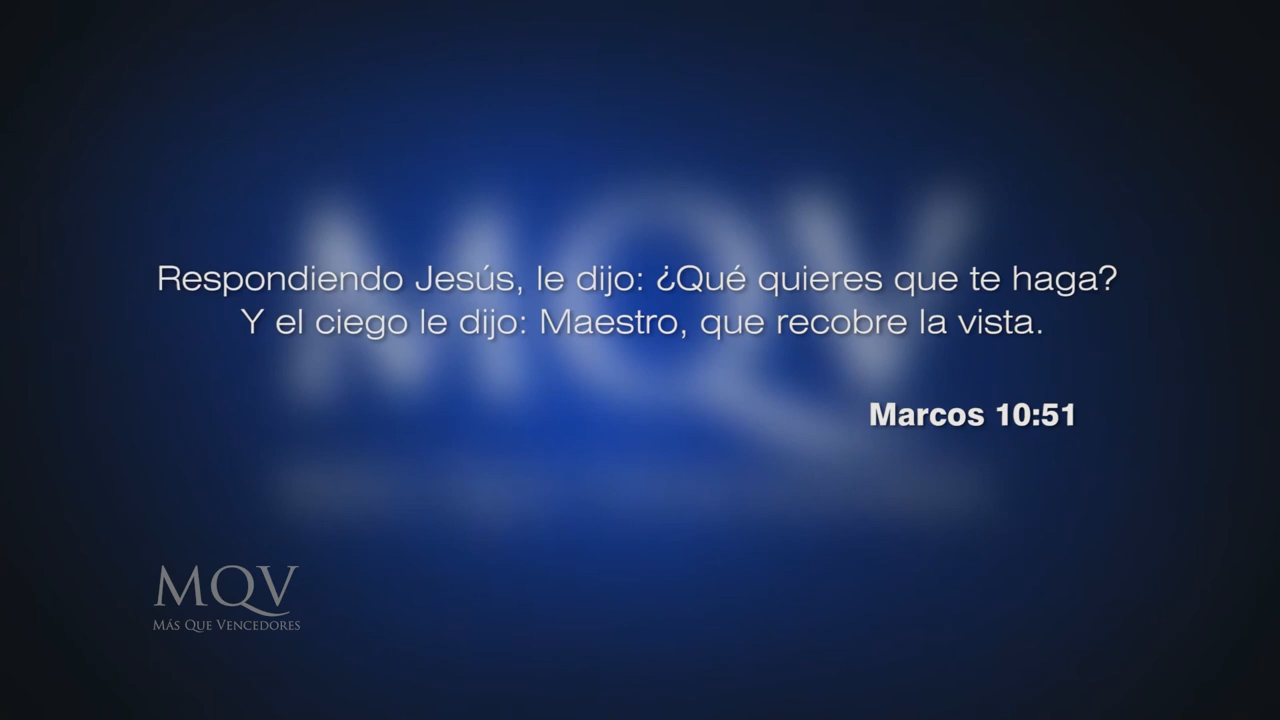 Respondiendo Jesús, le dijo: ¿Qué quieres que te haga?
Y el ciego le dijo: Maestro, que recobre la vista.
Marcos 10:51
MQV
MQV
Más Que Vencedores